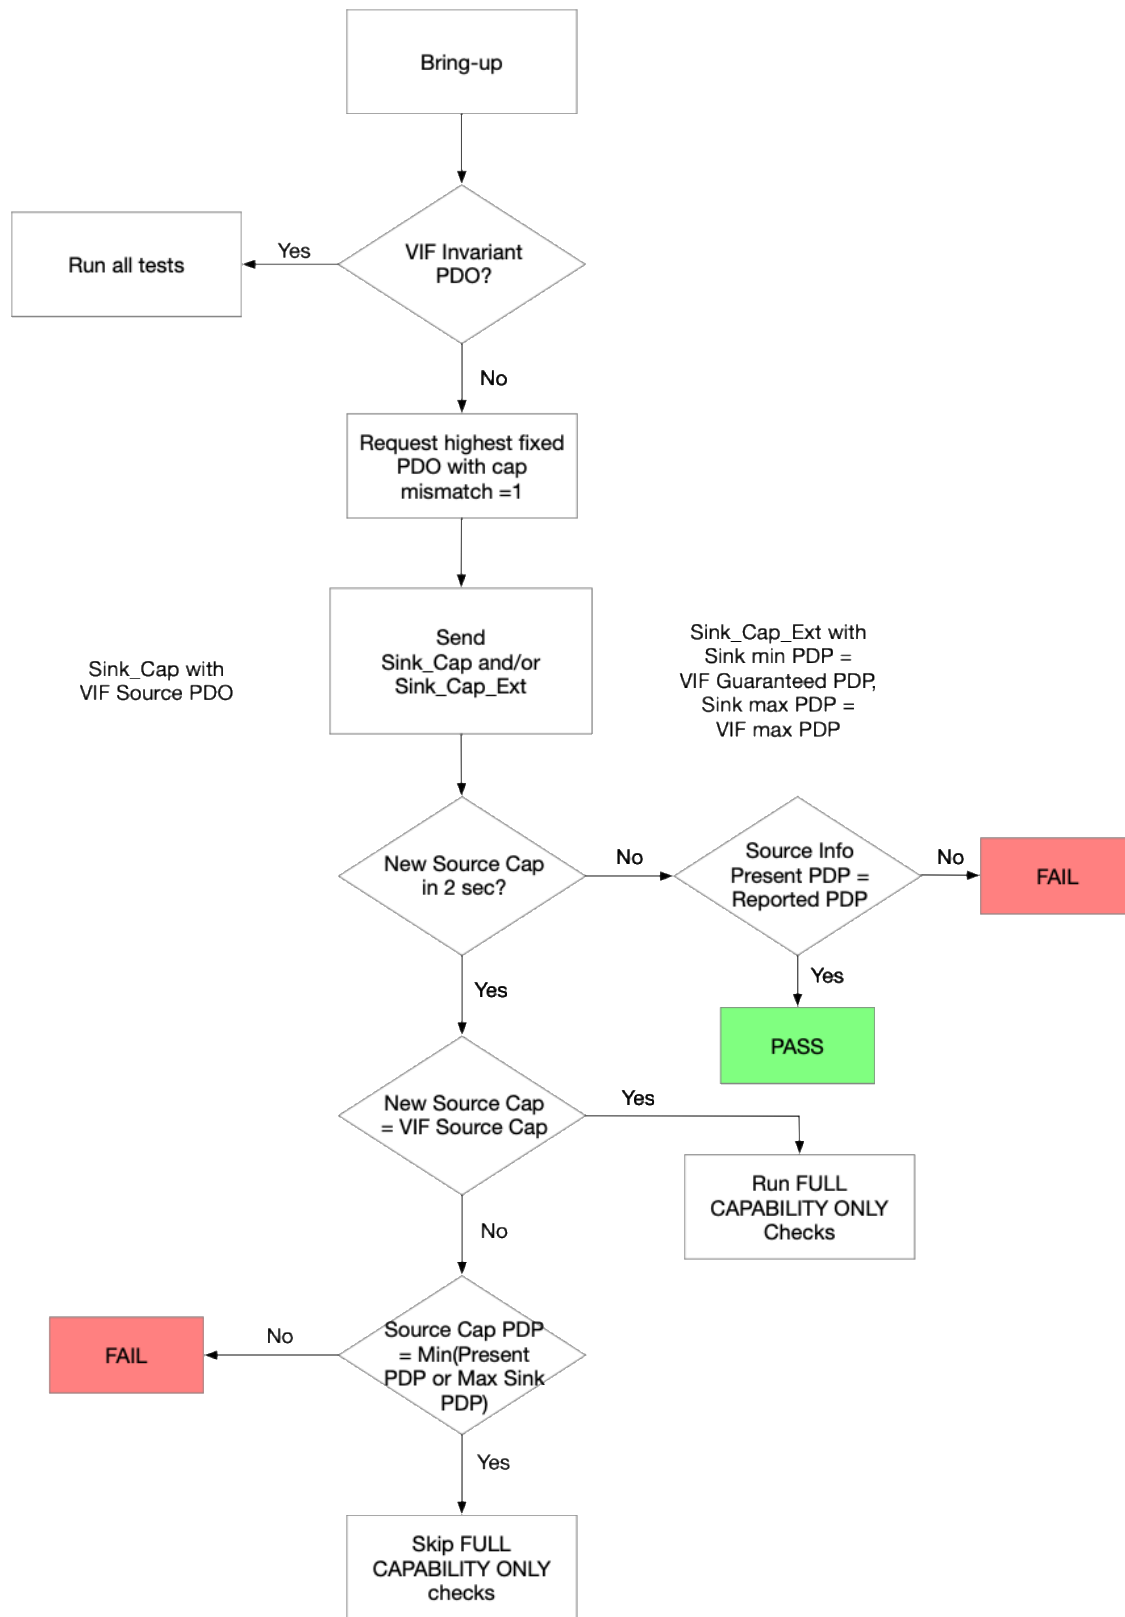 Bring-up
VIF Invariant
PDO?
Yes
Run all tests
No
Request highest fixed
PDO with cap
mismatch =1
Send
Sink_Cap and/or
Sink_Cap_Ext
Sink_Cap with
VIF Source PDO
Sink_Cap_Ext with
Sink min PDP =
VIF Guaranteed PDP,
Sink max PDP =
VIF max PDP
New Source Cap
in 2 sec?
No
Source Info
Present PDP =
Reported PDP
No
FAIL
Yes
PASS
Yes
New Source Cap
= VIF Source Cap
Yes
Run FULL
CAPABILITY ONLY
Checks
No
Source Cap PDP
= Min(Present
PDP or Max Sink
PDP)
No
FAIL
Yes
Skip FULL
CAPABILITY ONLY
checks